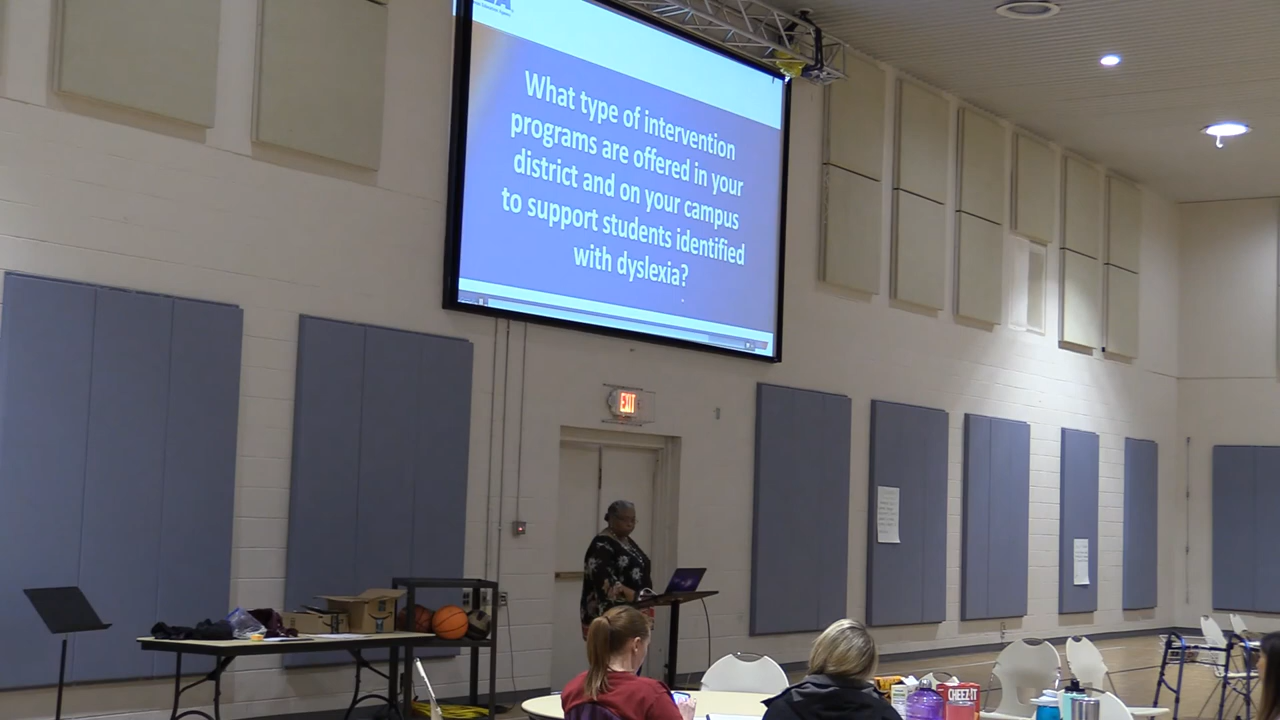 What type of intervention
programs are offered in your
district and on your campus
to support students identified
with dyslexia?
EXIT
CHEEZ-IT